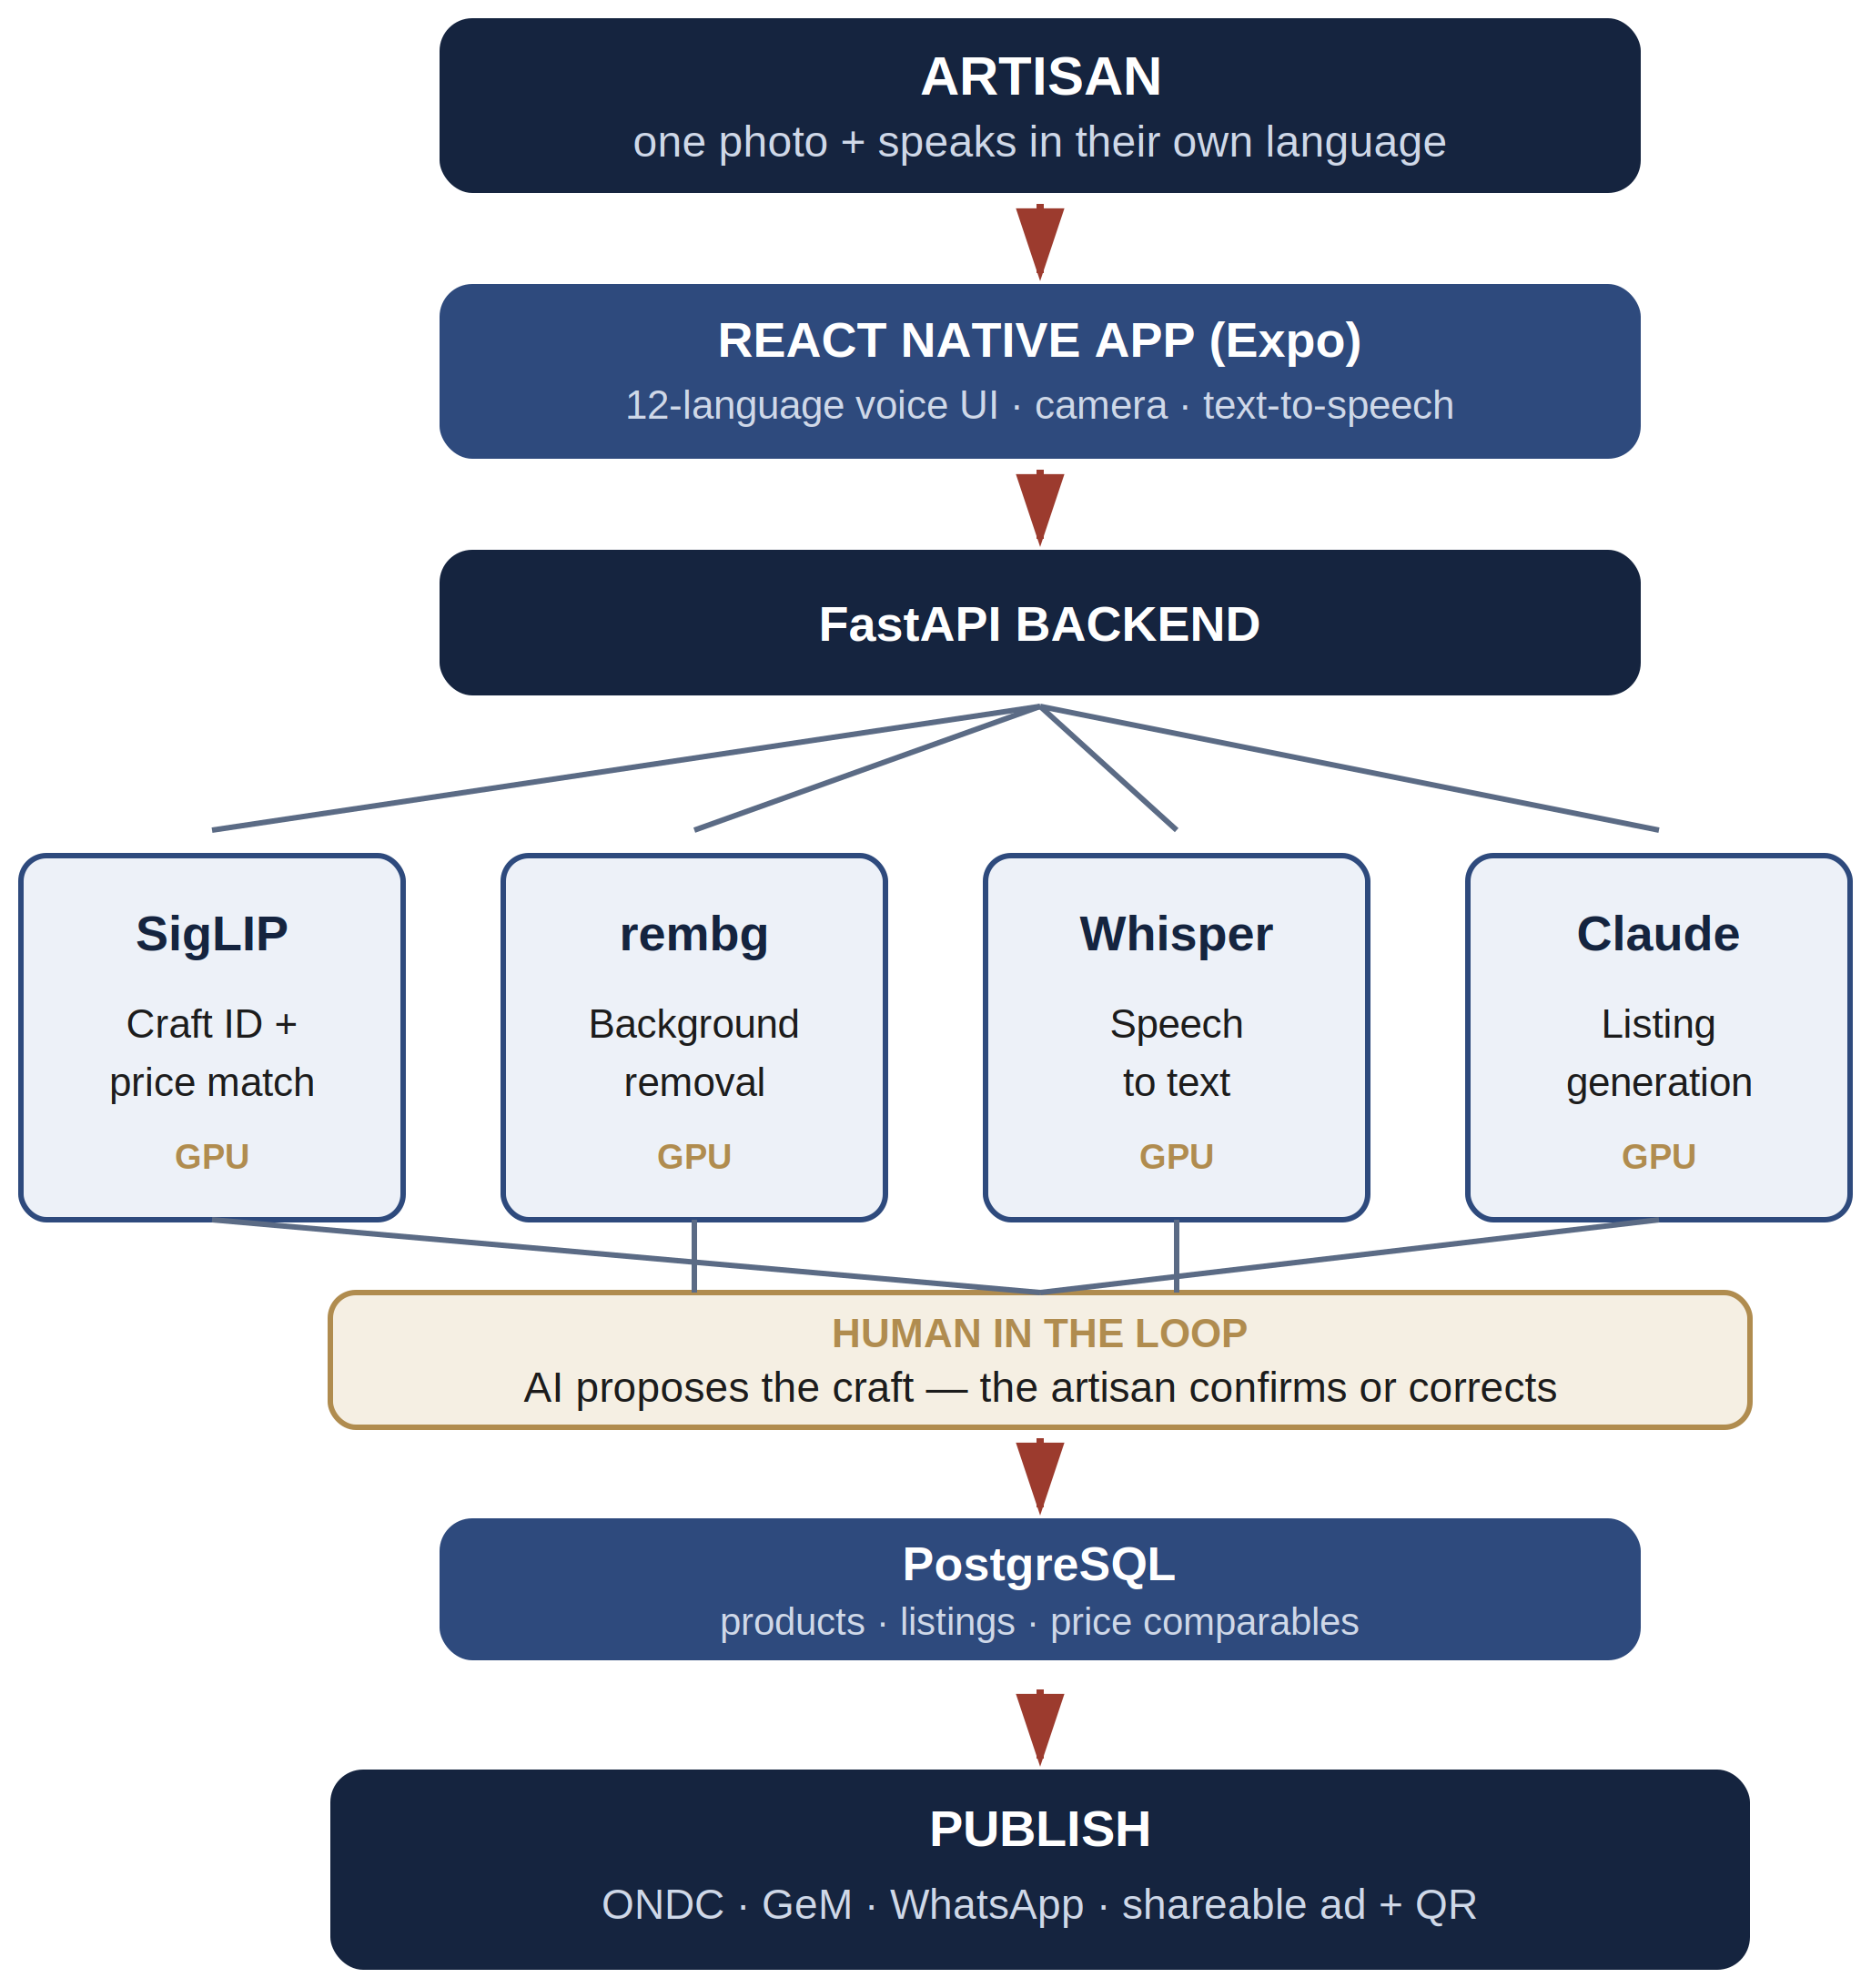 ARTISAN
one photo + speaks in their own language
REACT NATIVE APP (Expo)
12-language voice UI · camera · text-to-speech
FastAPI BACKEND
SigLIP
Craft ID +
price match
GPU
rembg
Background
removal
GPU
Whisper
Speech
to text
GPU
Claude
Listing
generation
GPU
HUMAN IN THE LOOP
AI proposes the craft — the artisan confirms or corrects
PostgreSQL
products · listings · price comparables
PUBLISH
ONDC · GeM · WhatsApp · shareable ad + QR